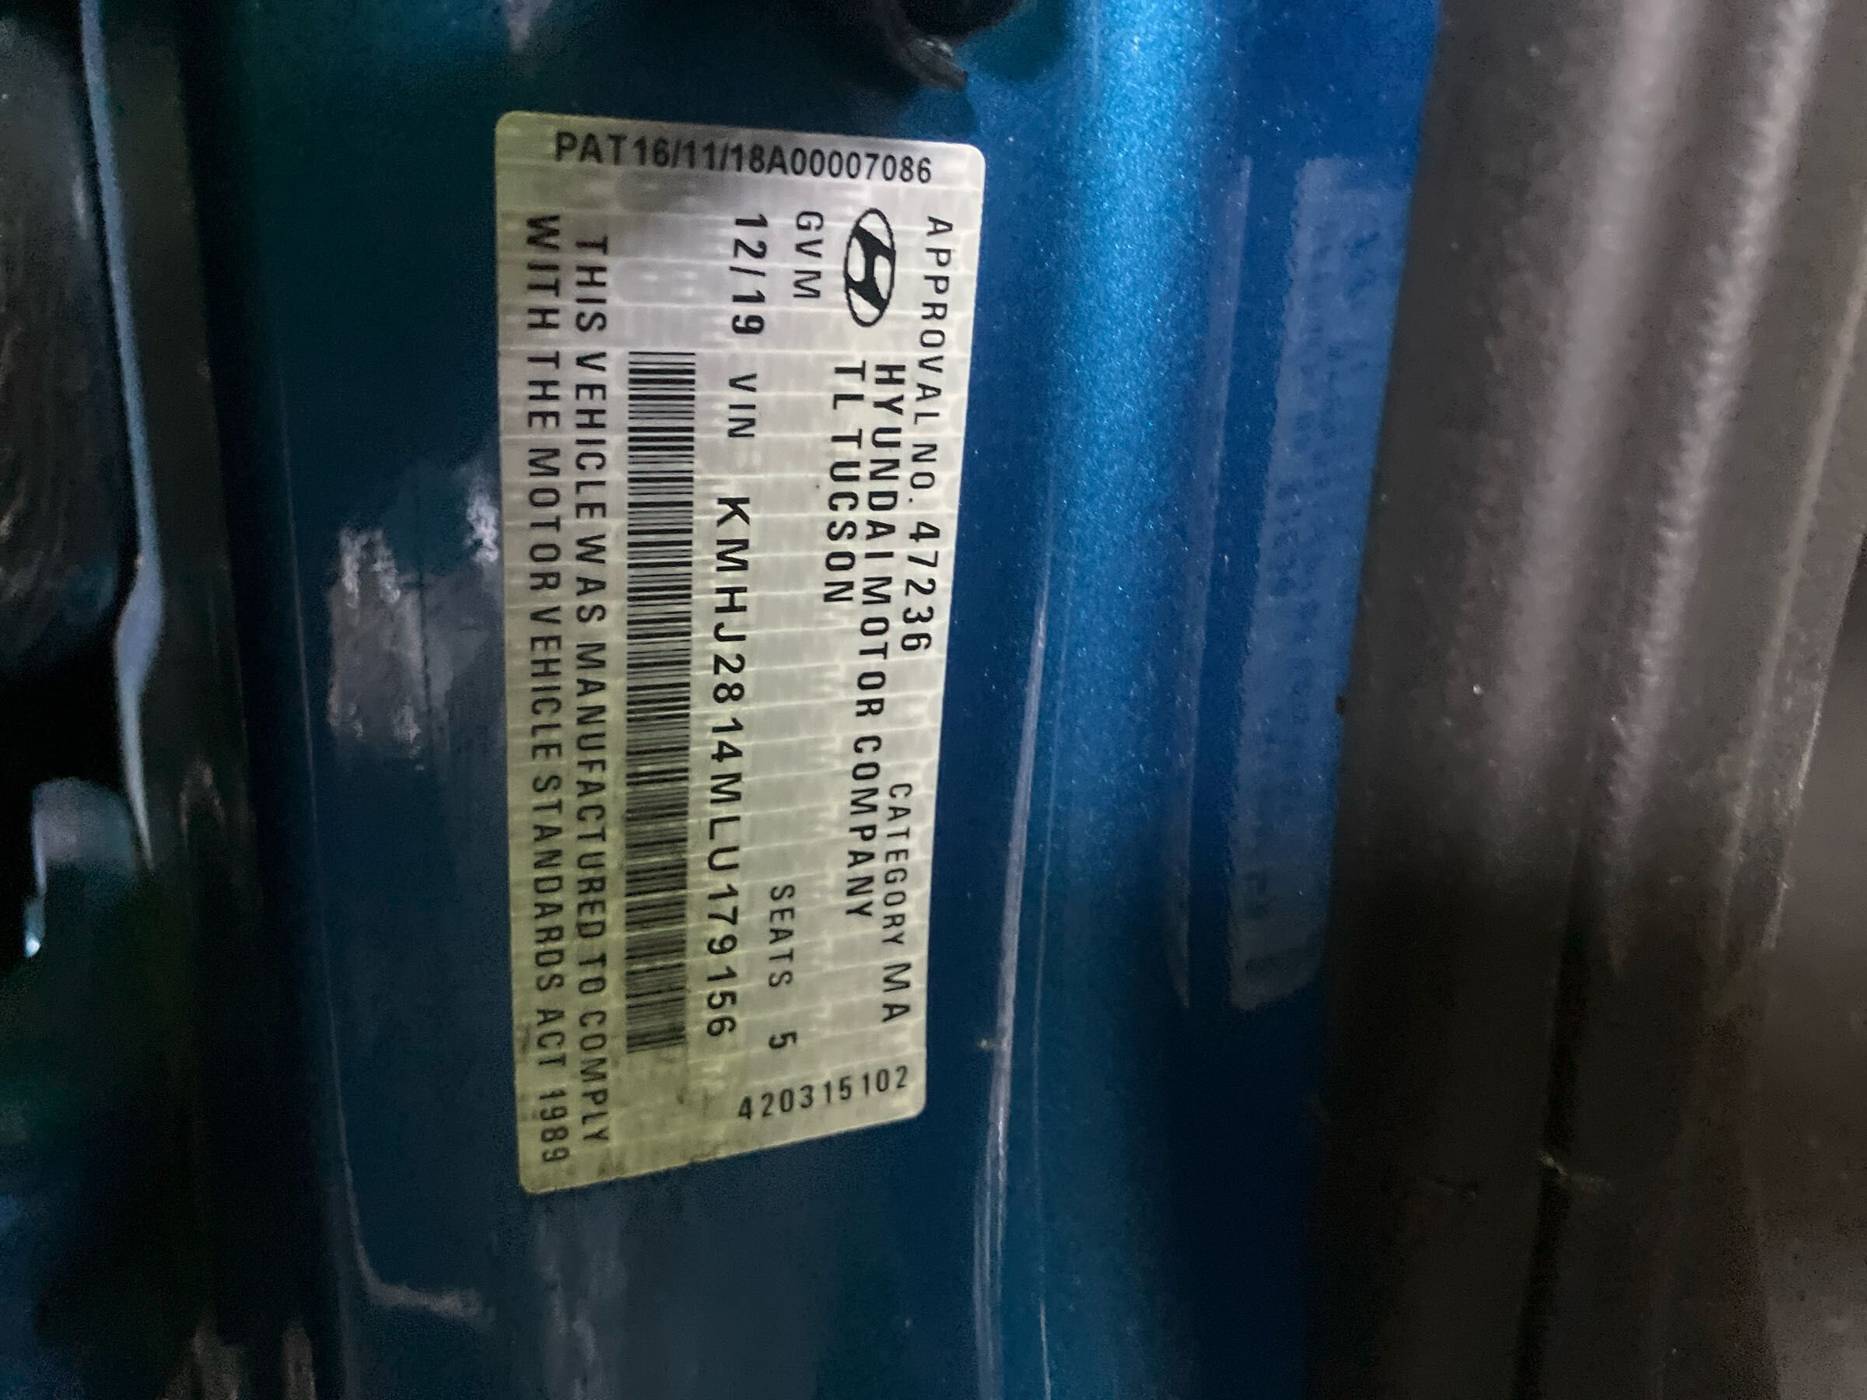 PAT16/11/18A00007086
APPROVAL NO. 47236 CATEGORY MA
HYUNDAI MOTOR COMPANY
TL TUCSON
GVM SEATS 5
12/19 VIN KMHJ2814MLU179156
THIS VEHICLE WAS MANUFACTURED TO COMPLY
WITH THE MOTOR VEHICLE STANDARDS ACT 1989
420315102